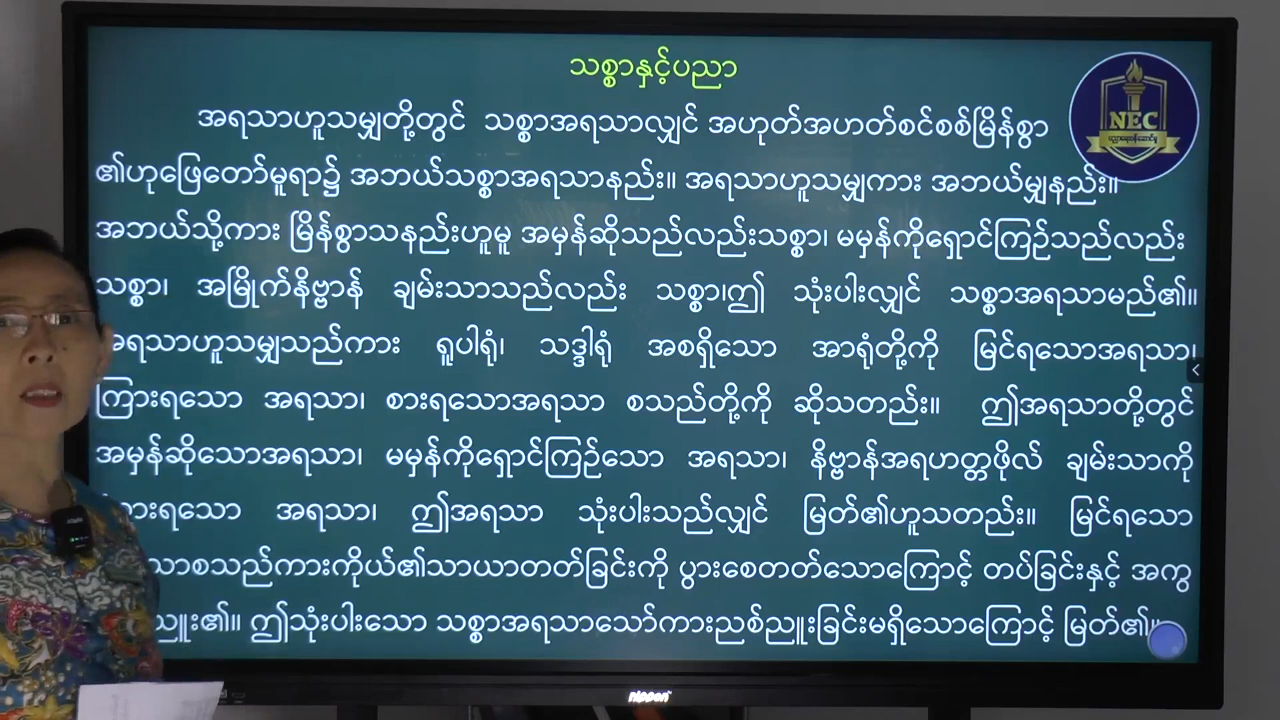 သစ္စာနှင့်ပညာ
အရသာဟူသမျှတို့တွင် သစ္စာအရသာလျှင် အဟုတ်အဟတ်စင်စစ်မြိန်စွာ
၏ဟုဖြေတော်မူရာ၌ အဘယ်သစ္စာအရသာနည်း။ အရသာဟူသမျှကား အဘယ်မျှနည်း။
အဘယ်သို့ကား မြိန်စွာသနည်းဟူမူ အမှန်ဆိုသည်လည်းသစ္စာ၊ မမှန်ကိုရှောင်ကြဉ်သည်လည်း
သစ္စာ၊ အမြိုက်နိဗ္ဗာန် ချမ်းသာသည်လည်း သစ္စာ၊ဤ သုံးပါးလျှင် သစ္စာအရသာမည်၏။
အရသာဟူသမျှသည်ကား ရူပါရုံ၊ သဒ္ဒါရုံ အစရှိသော အာရုံတို့ကို မြင်ရသောအရသာ၊
ကြားရသော အရသာ၊ စားရသောအရသာ စသည်တို့ကို ဆိုသတည်း။ ဤအရသာတို့တွင်
အမှန်ဆိုသောအရသာ၊ မမှန်ကိုရှောင်ကြဉ်သော အရသာ၊ နိဗ္ဗာန်အရဟတ္တဖိုလ် ချမ်းသာကို
စားရသော အရသာ၊ ဤအရသာ သုံးပါးသည်လျှင် မြတ်၏ဟူသတည်း။ မြင်ရသော
သာစသည်ကားကိုယ်၏သာယာတတ်ခြင်းကို ပွားစေတတ်သောကြောင့် တပ်ခြင်းနှင့် အကွ
ညူး၏။ ဤသုံးပါးသော သစ္စာအရသာသော်ကားညစ်ညူးခြင်းမရှိသောကြောင့် မြတ်၏။
NEC
nippon